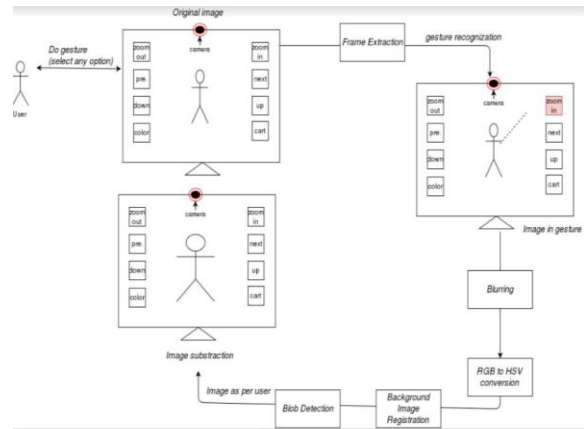 Original image
Do gesture
(select any option)
User
camera
zoom
out
pre.
down
color
zoom
in
next
up
cart
Frame Extraction
gesture recognization
camera
zoom
out
pre.
down
color
zoom
in
next
up
cart
Image in gesture
Blurring
RGB to HSV
conversion
Background
Image
Registration
Blob Detection
Image as per user
Image substraction
camera
zoom
out
pre.
down
color
zoom
in
next
up
cart